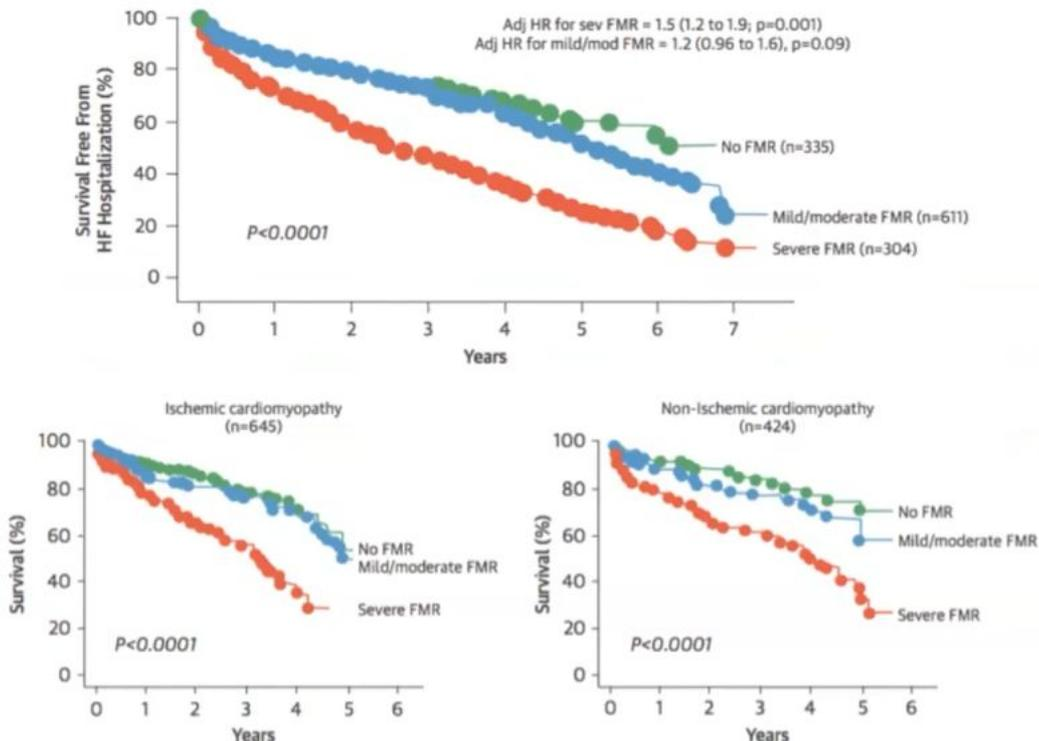 Adj HR for sev FMR = 1.5 (1.2 to 1.9; p=0.001)
Adj HR for mild/mod FMR = 1.2 (0.96 to 1.6), p=0.09)
Survival Free From
HF Hospitalization (%)
100
80
60
40
20
0
No FMR (n=335)
Mild/moderate FMR (n=611)
Severe FMR (n=304)
P<0.0001
0 1 2 3 4 5 6 7
Years
Ischemic cardiomyopathy
(n=645)
Survival (%)
100
80
60
40
20
0
No FMR
Mild/moderate FMR
Severe FMR
P<0.0001
0 1 2 3 4 5 6
Years
Non-Ischemic cardiomyopathy
(n=424)
Survival (%)
100
80
60
40
20
0
No FMR
Mild/moderate FMR
Severe FMR
P<0.0001
0 1 2 3 4 5 6
Years